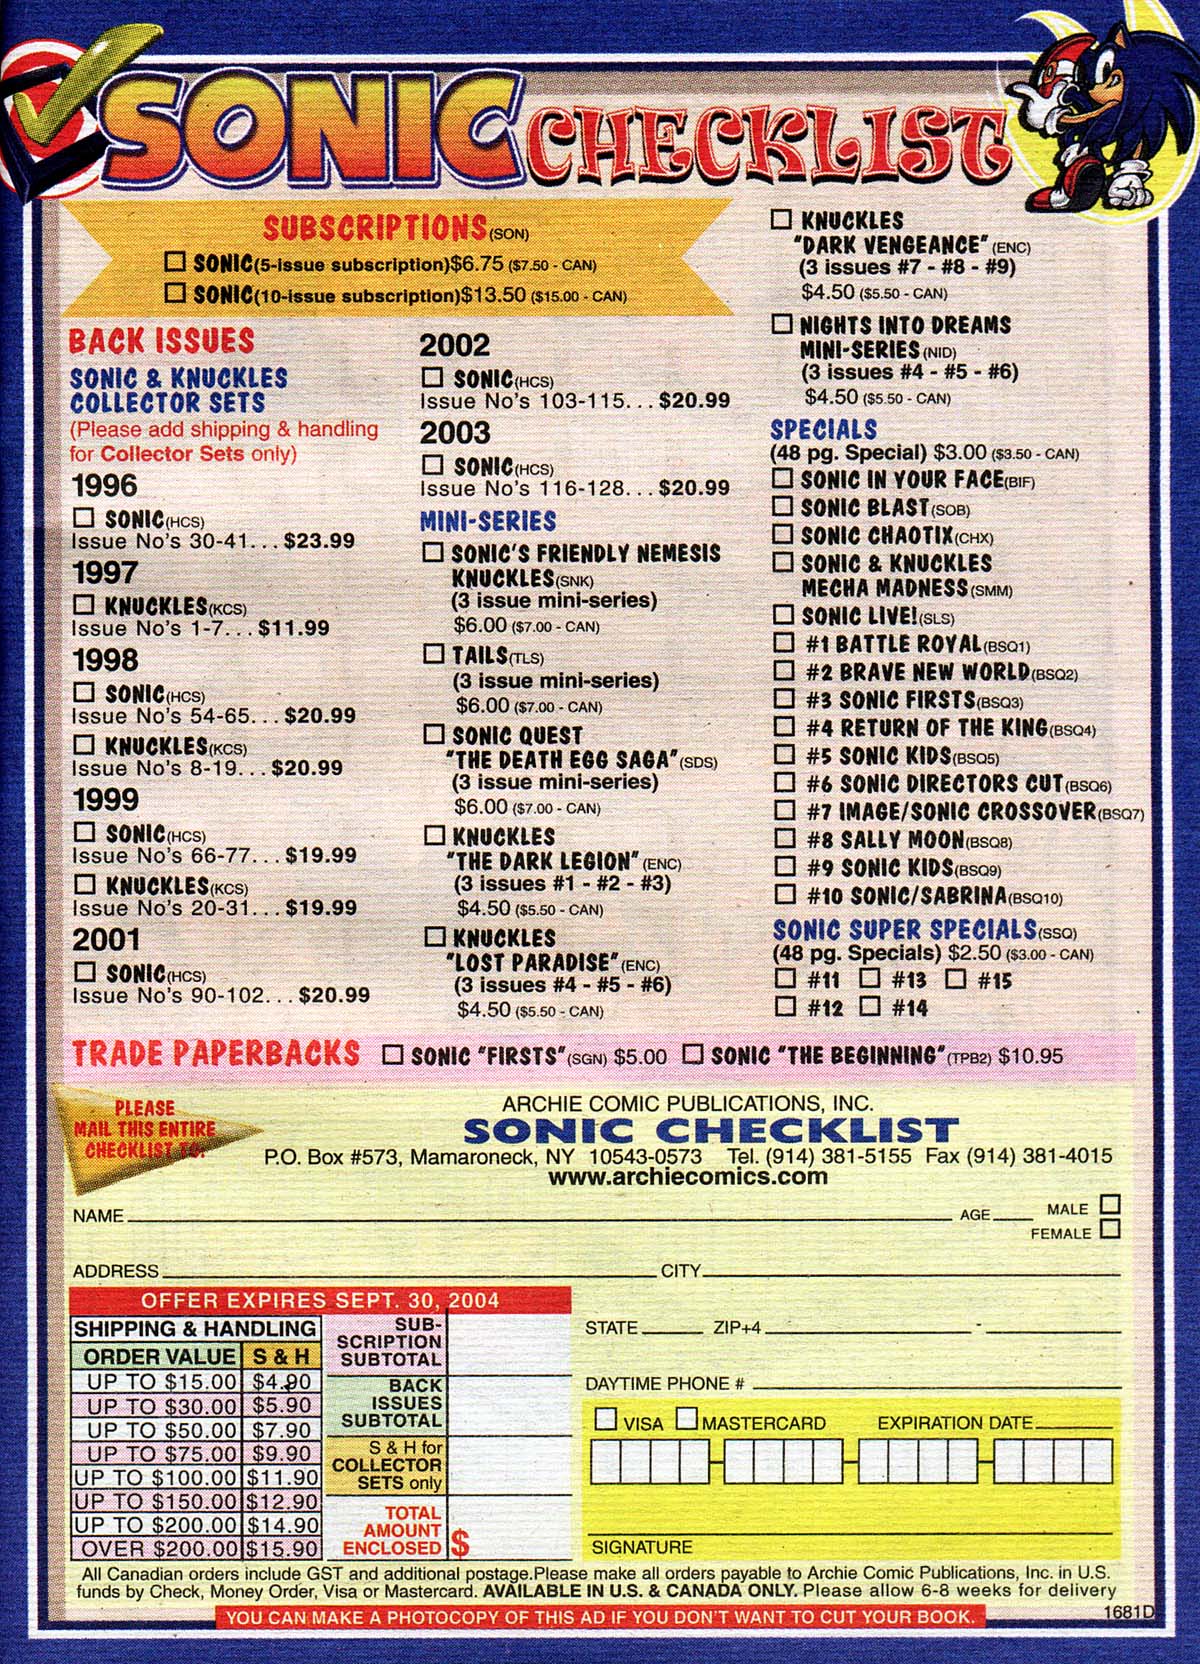 SONIC CHECKLIST
SUBSCRIPTIONS (SON)
SONIC (5-issue subscription) $6.75 ($7.50 - CAN)
SONIC (10-issue subscription) $13.50 ($15.00 - CAN)
BACK ISSUES
SONIC & KNUCKLES
COLLECTOR SETS
(Please add shipping & handling
for Collector Sets only)
1996
SONIC (HCS)
Issue No's 30-41... $23.99
1997
KNUCKLES (KCS)
Issue No's 1-7... $11.99
1998
SONIC (HCS)
Issue No's 54-65... $20.99
KNUCKLES (KCS)
Issue No's 8-19... $20.99
1999
SONIC (HCS)
Issue No's 66-77... $19.99
KNUCKLES (KCS)
Issue No's 20-31... $19.99
2001
SONIC (HCS)
Issue No's 90-102... $20.99
2002
SONIC (HCS)
Issue No's 103-115... $20.99
2003
SONIC (HCS)
Issue No's 116-128... $20.99
MINI-SERIES
SONIC'S FRIENDLY NEMESIS
KNUCKLES (SNK)
(3 issue mini-series)
$6.00 ($7.00 - CAN)
TAILS (TLS)
(3 issue mini-series)
$6.00 ($7.00 - CAN)
SONIC QUEST
"THE DEATH EGG SAGA" (SDS)
(3 issue mini-series)
$6.00 ($7.00 - CAN)
KNUCKLES
"THE DARK LEGION" (ENC)
(3 issues #1 - #2 - #3)
$4.50 ($5.50 - CAN)
KNUCKLES
"LOST PARADISE" (ENC)
(3 issues #4 - #5 - #6)
$4.50 ($5.50 - CAN)
KNUCKLES
"DARK VENGEANCE" (ENC)
(3 issues #7 - #8 - #9)
$4.50 ($5.50 - CAN)
NIGHTS INTO DREAMS
MINI-SERIES (NID)
(3 issues #4 - #5 - #6)
$4.50 ($5.50 - CAN)
SPECIALS
(48 pg. Special) $3.00 ($3.50 - CAN)
SONIC IN YOUR FACE (BIF)
SONIC BLAST (SOB)
SONIC CHAOTIX (CHX)
SONIC & KNUCKLES
MECHA MADNESS (SMM)
SONIC LIVE! (SLS)
#1 BATTLE ROYAL (BSQ1)
#2 BRAVE NEW WORLD (BSQ2)
#3 SONIC FIRSTS (BSQ3)
#4 RETURN OF THE KING (BSQ4)
#5 SONIC KIDS (BSQ5)
#6 SONIC DIRECTORS CUT (BSQ6)
#7 IMAGE/SONIC CROSSOVER (BSQ7)
#8 SALLY MOON (BSQ8)
#9 SONIC KIDS (BSQ9)
#10 SONIC/SABRINA (BSQ10)
SONIC SUPER SPECIALS (SSQ)
(48 pg. Specials) $2.50 ($3.00 - CAN)
#11 #13 #15
#12 #14
TRADE PAPERBACKS SONIC "FIRSTS" (SGN) $5.00 SONIC "THE BEGINNING" (TPB2) $10.95
PLEASE
MAIL THIS ENTIRE
CHECKLIST TO:
ARCHIE COMIC PUBLICATIONS, INC.
SONIC CHECKLIST
P.O. Box #573, Mamaroneck, NY 10543-0573 Tel. (914) 381-5155 Fax (914) 381-4015
www.archiecomics.com
NAME AGE MALE
FEMALE
ADDRESS CITY
OFFER EXPIRES SEPT. 30, 2004
SHIPPING & HANDLING
ORDER VALUE S & H
UP TO $15.00 $4.90
UP TO $30.00 $5.90
UP TO $50.00 $7.90
UP TO $75.00 $9.90
UP TO $100.00 $11.90
UP TO $150.00 $12.90
UP TO $200.00 $14.90
OVER $200.00 $15.90
SUB-
SCRIPTION
SUBTOTAL
BACK
ISSUES
SUBTOTAL
S & H for
COLLECTOR
SETS only
TOTAL
AMOUNT
ENCLOSED $
STATE ZIP+4 -
DAYTIME PHONE #
VISA MASTERCARD EXPIRATION DATE
SIGNATURE
All Canadian orders include GST and additional postage.Please make all orders payable to Archie Comic Publications, Inc. in U.S.
funds by Check, Money Order, Visa or Mastercard. AVAILABLE IN U.S. & CANADA ONLY. Please allow 6-8 weeks for delivery
YOU CAN MAKE A PHOTOCOPY OF THIS AD IF YOU DON'T WANT TO CUT YOUR BOOK.
1681D